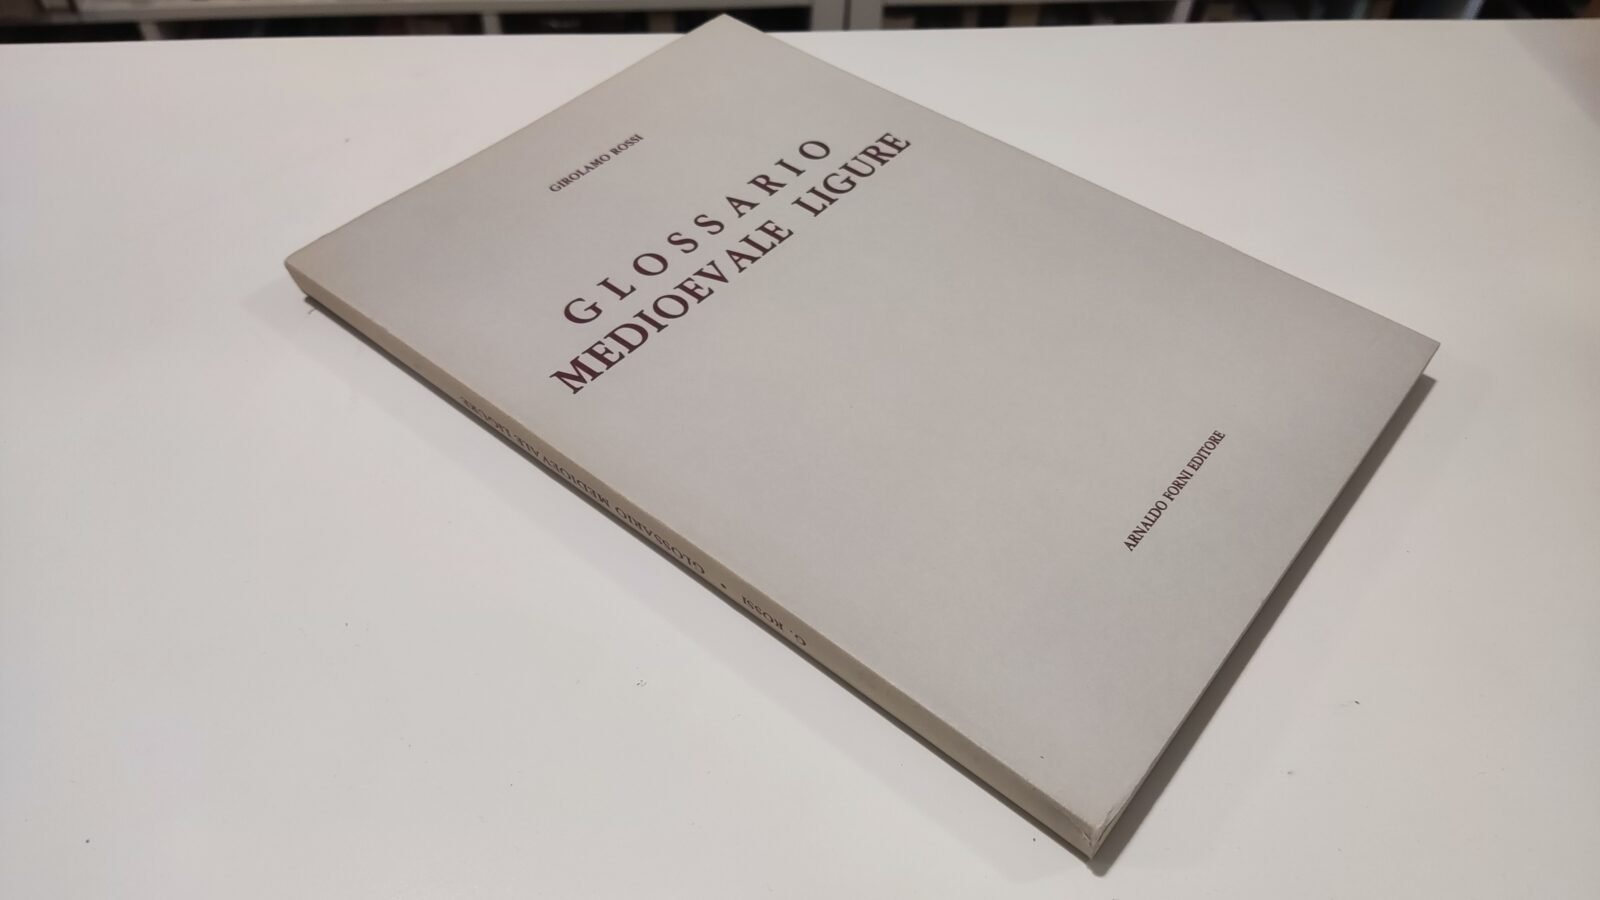 GIROLAMO ROSSI
GLOSSARIO
MEDIOEVALE LIGURE
ARNALDO FORNI EDITORE
G. ROSSI • GLOSSARIO MEDIOEVALE LIGURE